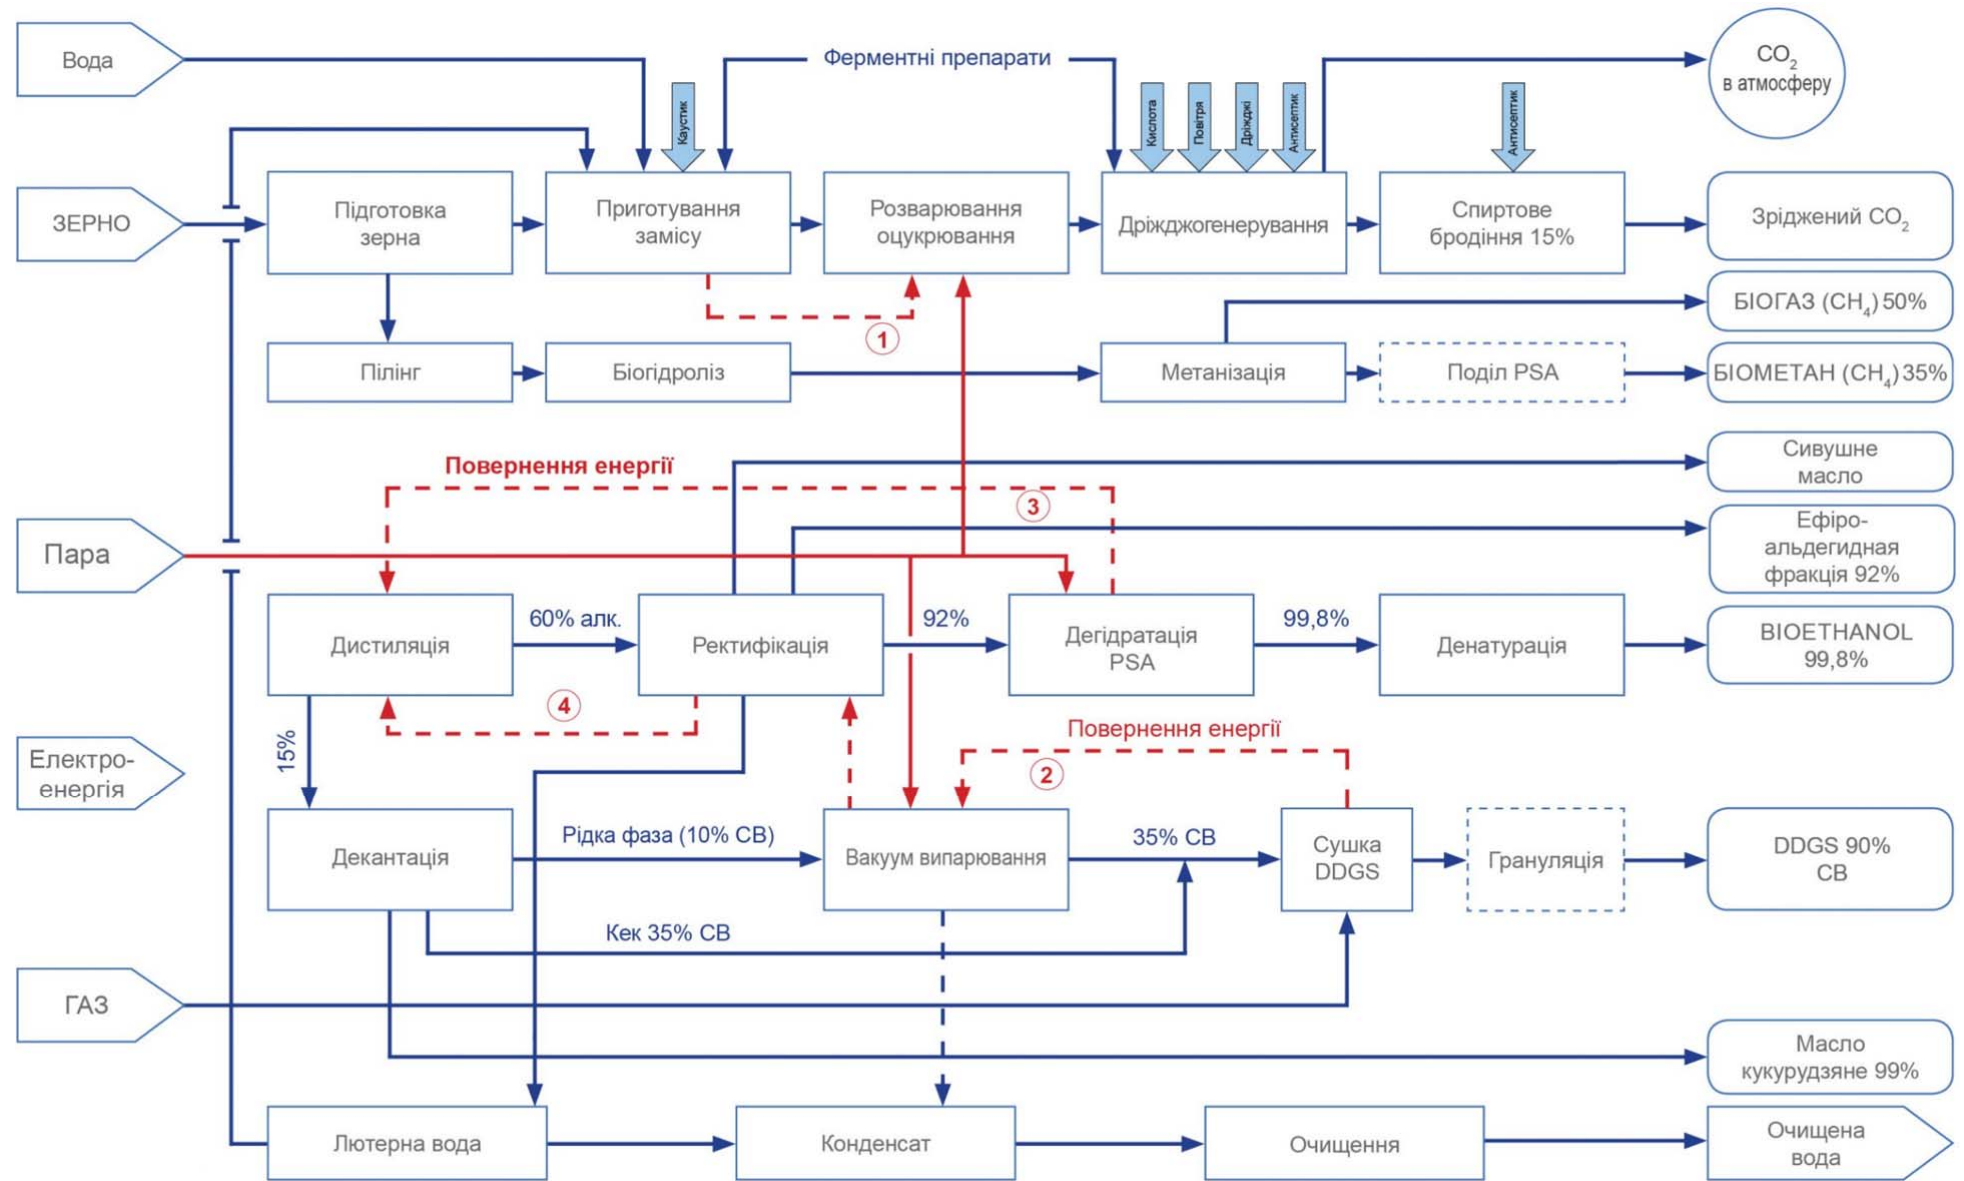 Вода
Ферментні препарати
CO2
в атмосферу
Каустик
Кислота
Повітря
Дріжджі
Антисептик
Антисептик
ЗЕРНО
Підготовка
зерна
Приготування
замісу
Розварювання
оцукрювання
Дріжджогенерування
Спиртове
бродіння 15%
Зріджений CO2
1
БІОГАЗ (CH4) 50%
Пілінг
Біогідроліз
Метанізація
Поділ PSA
БІОМЕТАН (CH4) 35%
Повернення енергії
3
Сивушне
масло
Пара
Ефіро-
альдегидная
фракція 92%
Дистиляція
60% алк.
Ректифікація
92%
Дегідратація
PSA
99,8%
Денатурація
BIOETHANOL
99,8%
4
15%
Повернення енергії
2
Електро-
енергія
Декантація
Рідка фаза (10% СВ)
Вакуум випарювання
35% СВ
Сушка
DDGS
Грануляція
DDGS 90%
СВ
Кек 35% СВ
ГАЗ
Масло
кукурудзяне 99%
Лютерна вода
Конденсат
Очищення
Очищена
вода